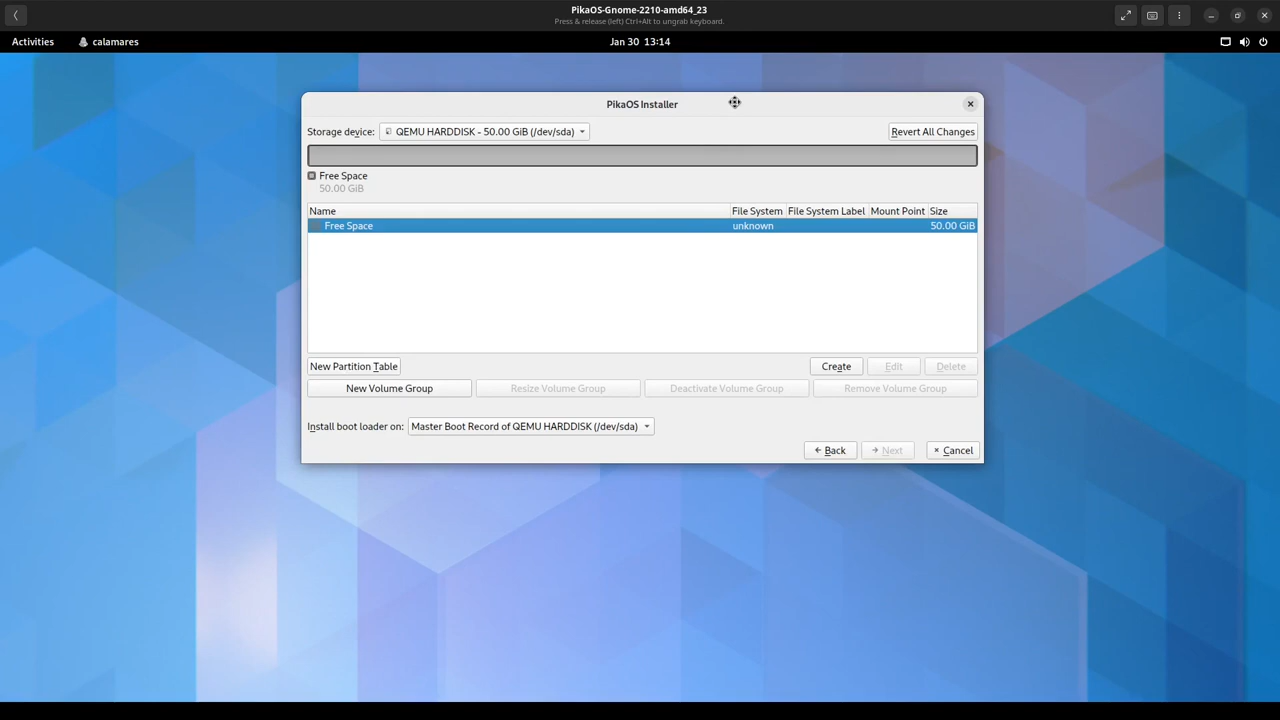 PikaOS-Gnome-2210-amd64_23
Press & release (left) Ctrl+Alt to ungrab keyboard.
Activities calamares Jan 30 13:14
PikaOS Installer
Storage device: QEMU HARDDISK - 50.00 GiB (/dev/sda) Revert All Changes
Free Space
50.00 GiB
Name File System File System Label Mount Point Size
Free Space unknown 50.00 GiB
New Partition Table Create Edit Delete
New Volume Group Resize Volume Group Deactivate Volume Group Remove Volume Group
Install boot loader on: Master Boot Record of QEMU HARDDISK (/dev/sda)
Back Next Cancel